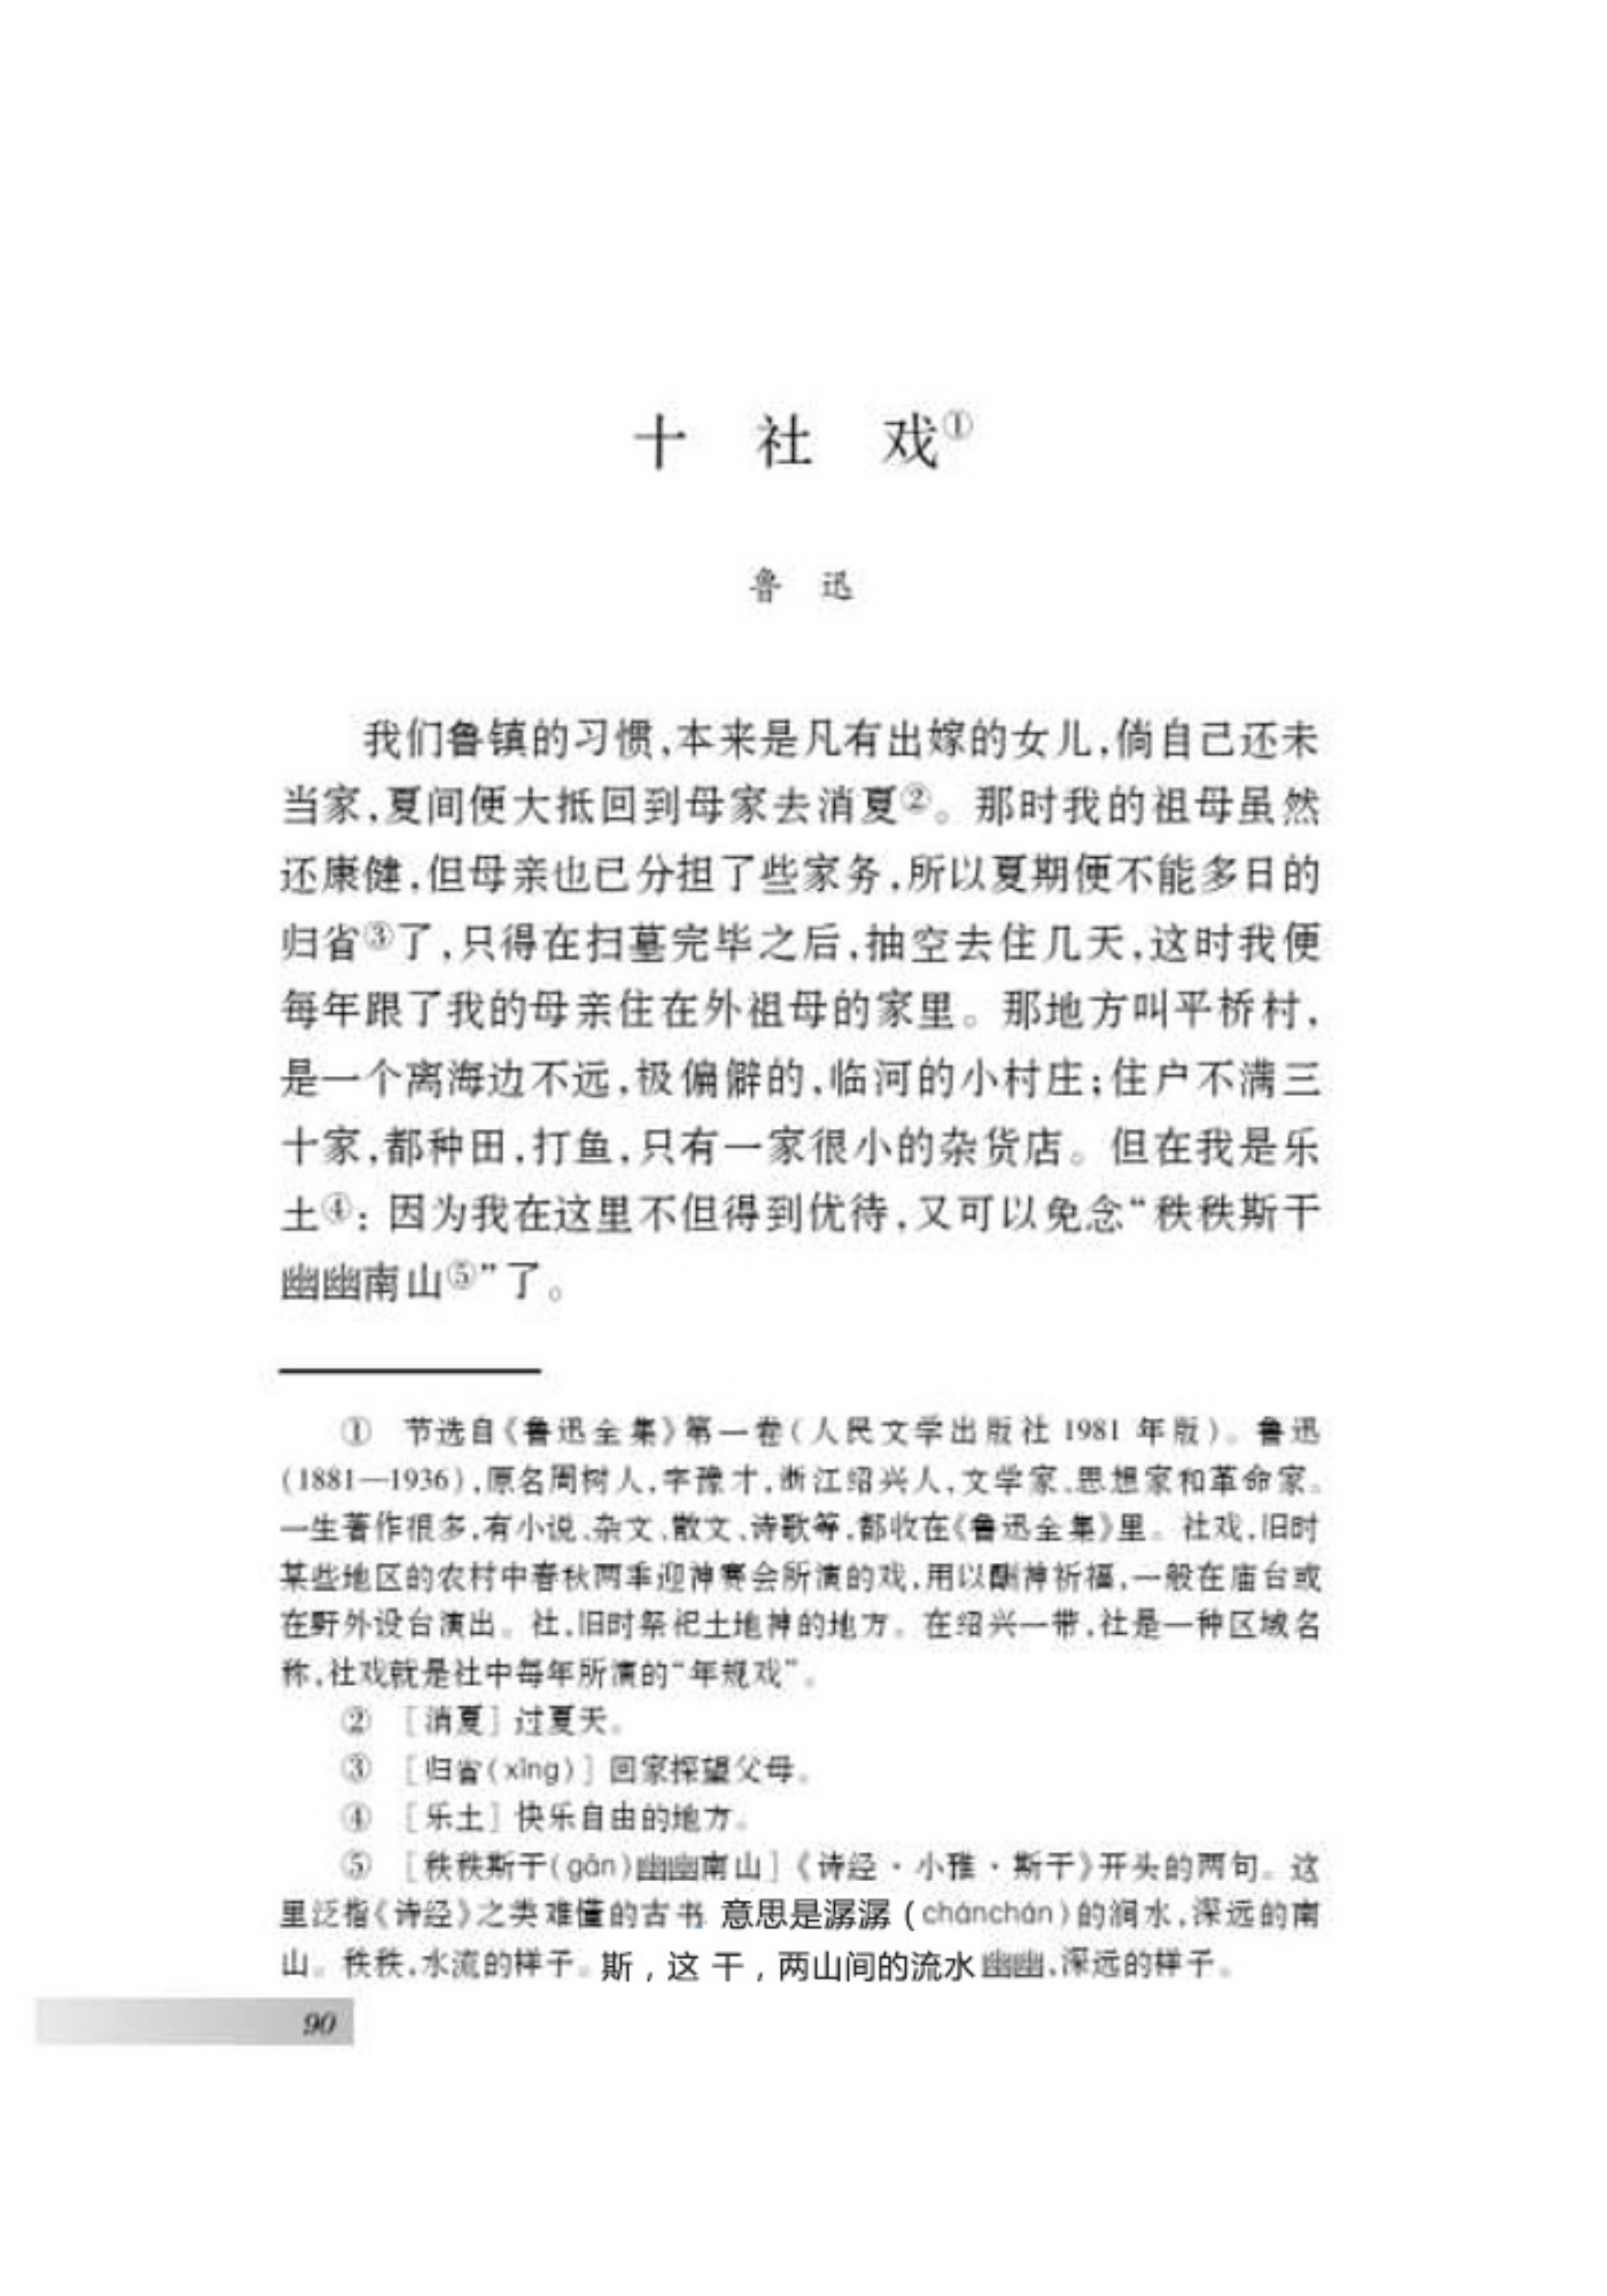 十 社 戏①
鲁 迅
我们鲁镇的习惯,本来是凡有出嫁的女儿,倘自己还未
当家,夏间便大抵回到母家去消夏②。那时我的祖母虽然
还康健,但母亲也已分担了些家务,所以夏期便不能多日的
归省③了,只得在扫墓完毕之后,抽空去住几天,这时我便
每年跟了我的母亲住在外祖母的家里。那地方叫平桥村,
是一个离海边不远,极偏僻的,临河的小村庄;住户不满三
十家,都种田,打鱼,只有一家很小的杂货店。但在我是乐
土④:因为我在这里不但得到优待,又可以免念“秩秩斯干
幽幽南山⑤”了。
① 节选自《鲁迅全集》第一卷(人民文学出版社 1981 年版)。鲁迅
(1881—1936),原名周树人,字豫才,浙江绍兴人,文学家、思想家和革命家。
一生著作很多,有小说、杂文、散文、诗歌等,都收在《鲁迅全集》里。社戏,旧时
某些地区的农村中春秋两季迎神赛会所演的戏,用以酬神祈福,一般在庙台或
在野外设台演出。社,旧时祭祀土地神的地方。在绍兴一带,社是一种区域名
称,社戏就是社中每年所演的“年规戏”。
② [消夏] 过夏天。
③ [归省(xǐng)] 回家探望父母。
④ [乐土] 快乐自由的地方。
⑤ [秩秩斯干(gān)幽幽南山]《诗经·小雅·斯干》开头的两句。这
里泛指《诗经》之类难懂的古书. 意思是潺潺(chánchán)的涧水,深远的南
山。秩秩,水流的样子。斯,这 干,两山间的流水 幽幽,深远的样子。
90